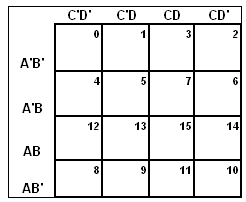 C'D' C'D CD CD'
0 1 3 2
A'B'
4 5 7 6
A'B
12 13 15 14
AB
8 9 11 10
AB'